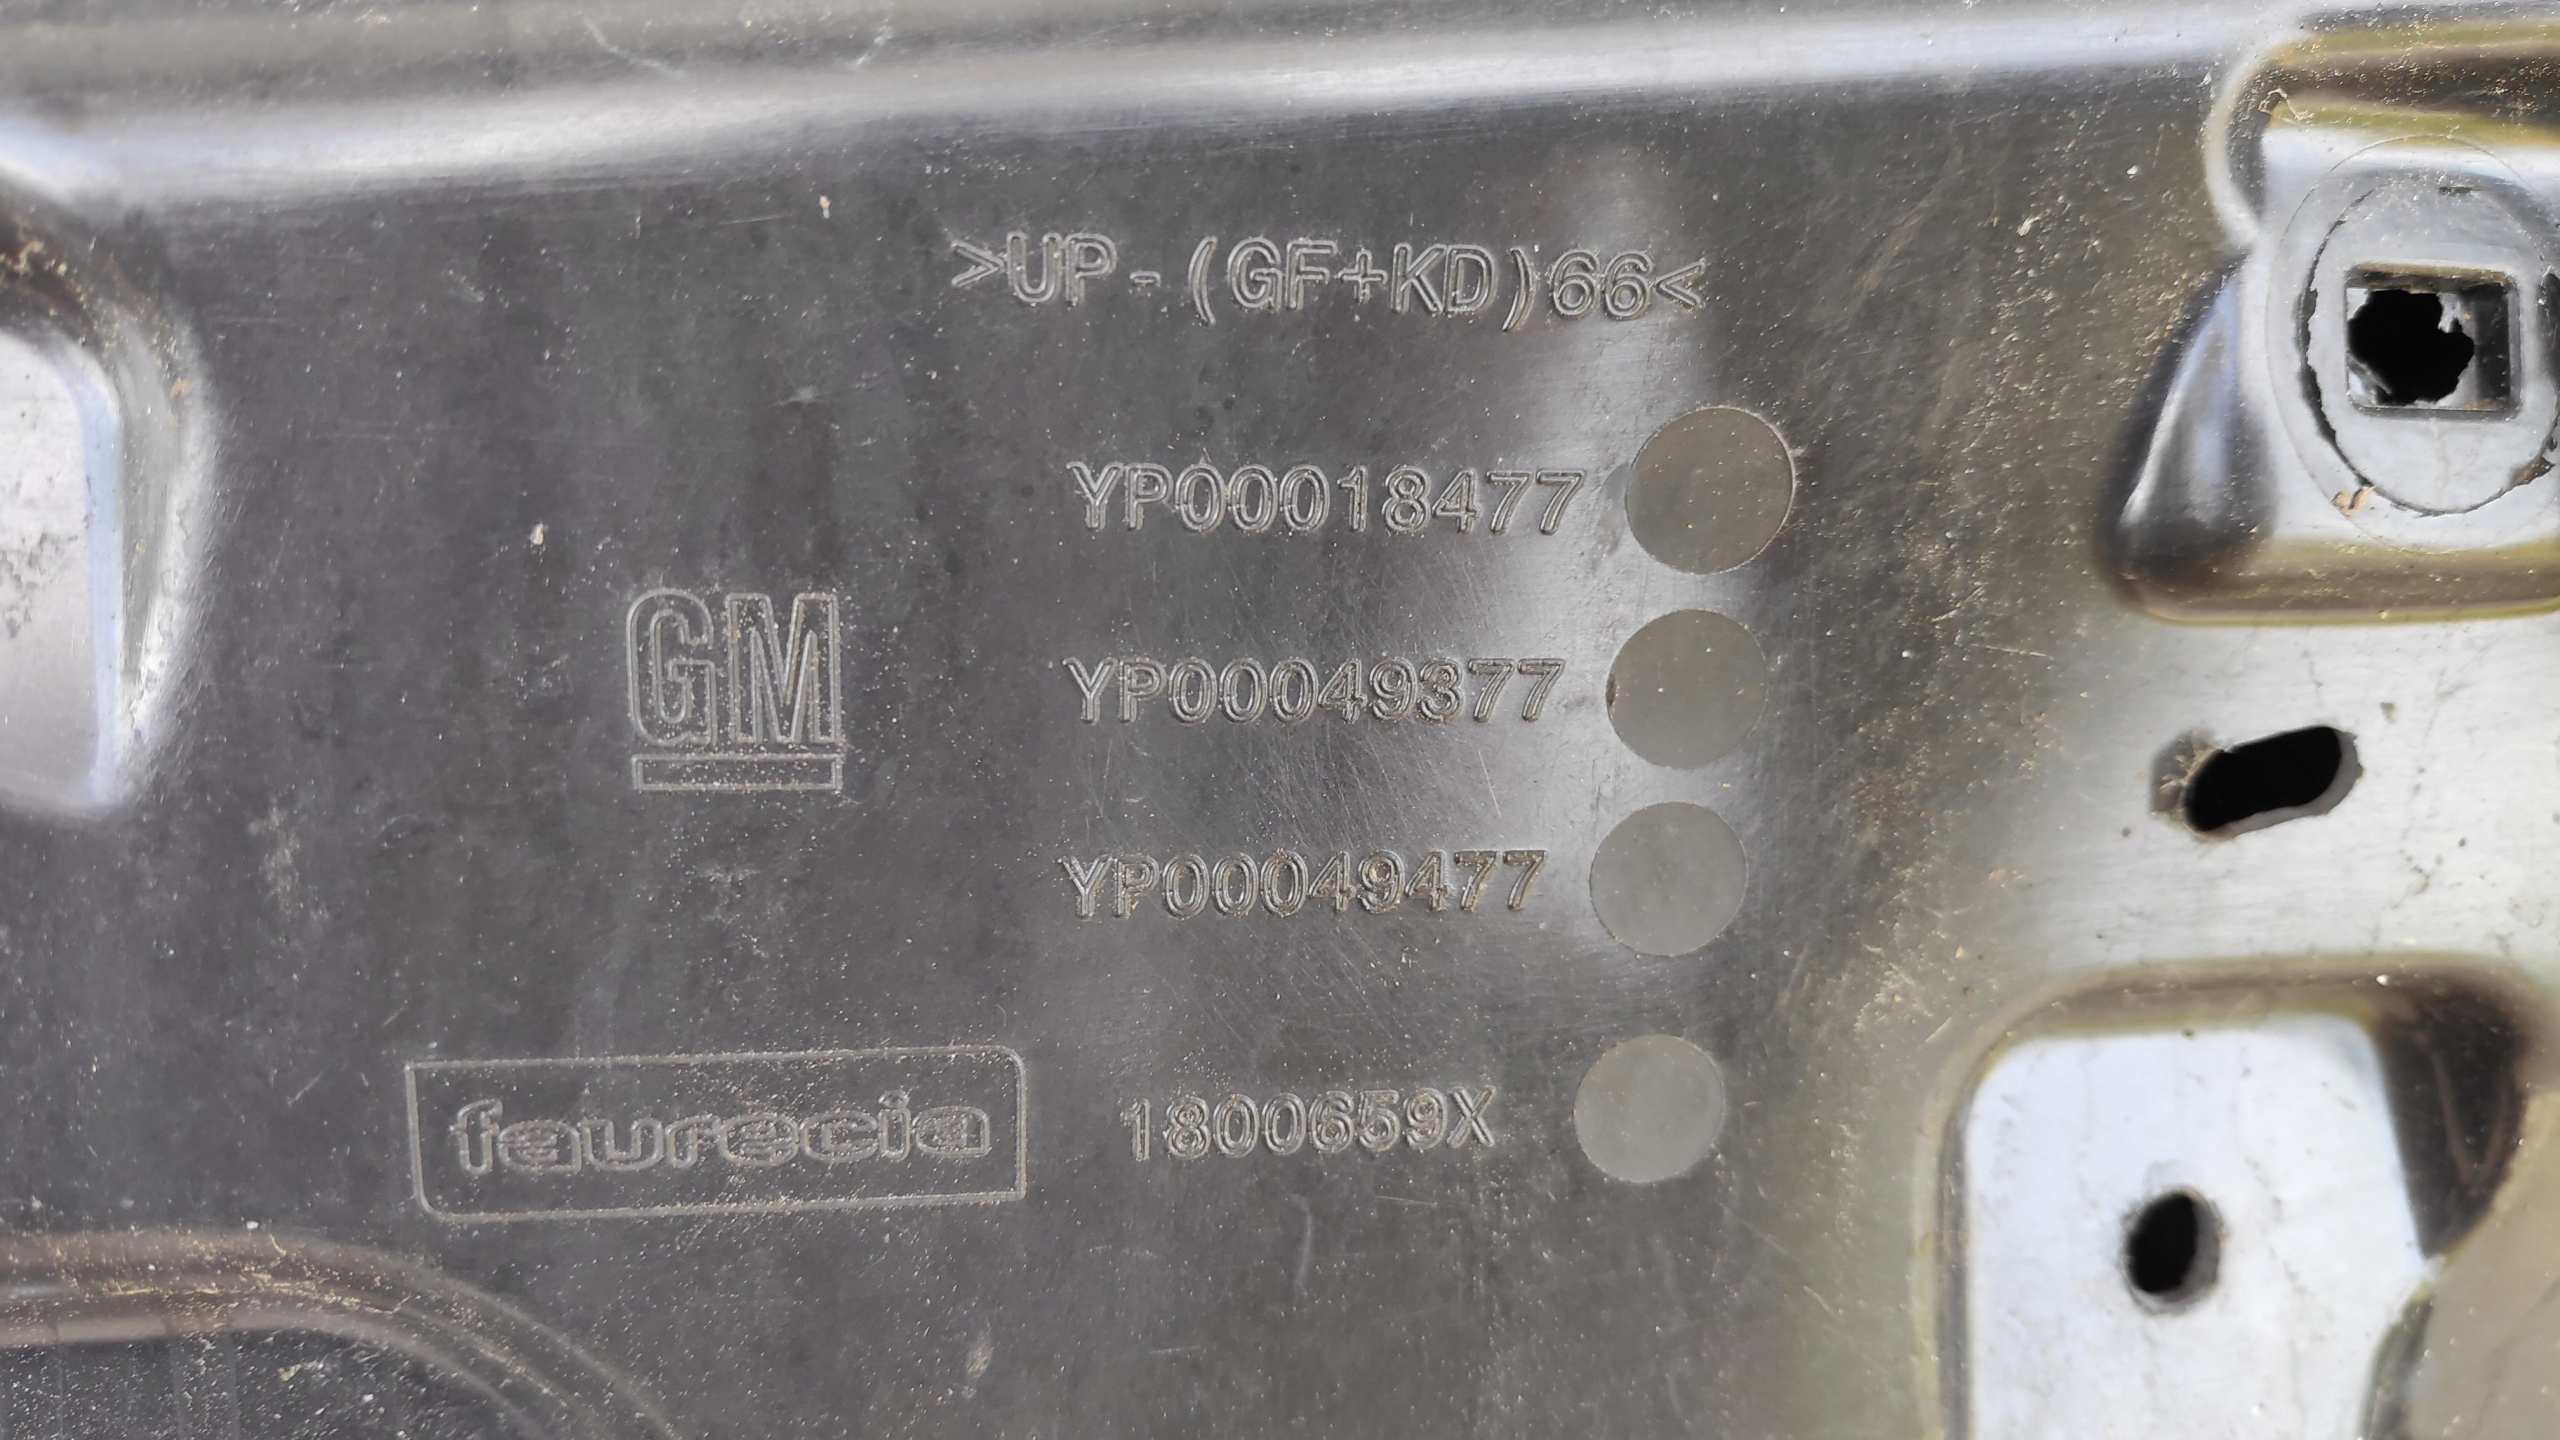 >UP-(GF+KD)66<
YP00018477
GM
YP00049377
YP00049477
faurecia
1800659X